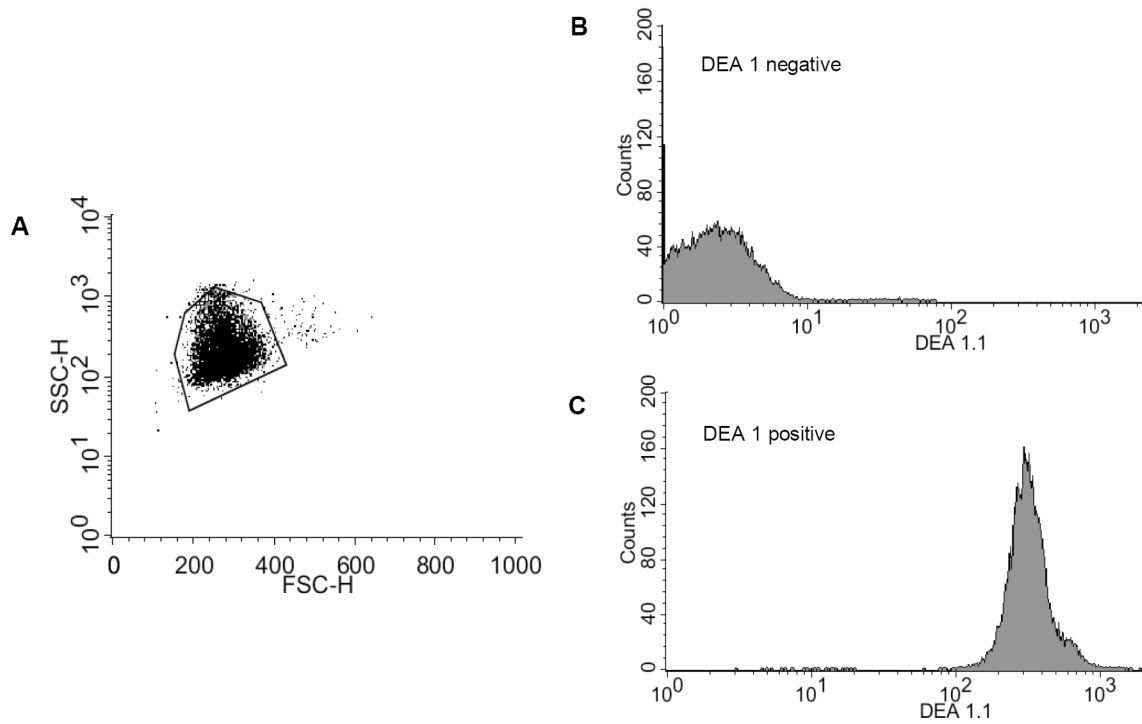 A
SSC-H
10^4
10^3
10^2
10^1
10^0
0 200 400 600 800 1000
FSC-H
B
DEA 1 negative
Counts
200
160
120
80
40
0
10^0 10^1 10^2 10^3
DEA 1.1
C
DEA 1 positive
Counts
200
160
120
80
40
0
10^0 10^1 10^2 10^3
DEA 1.1